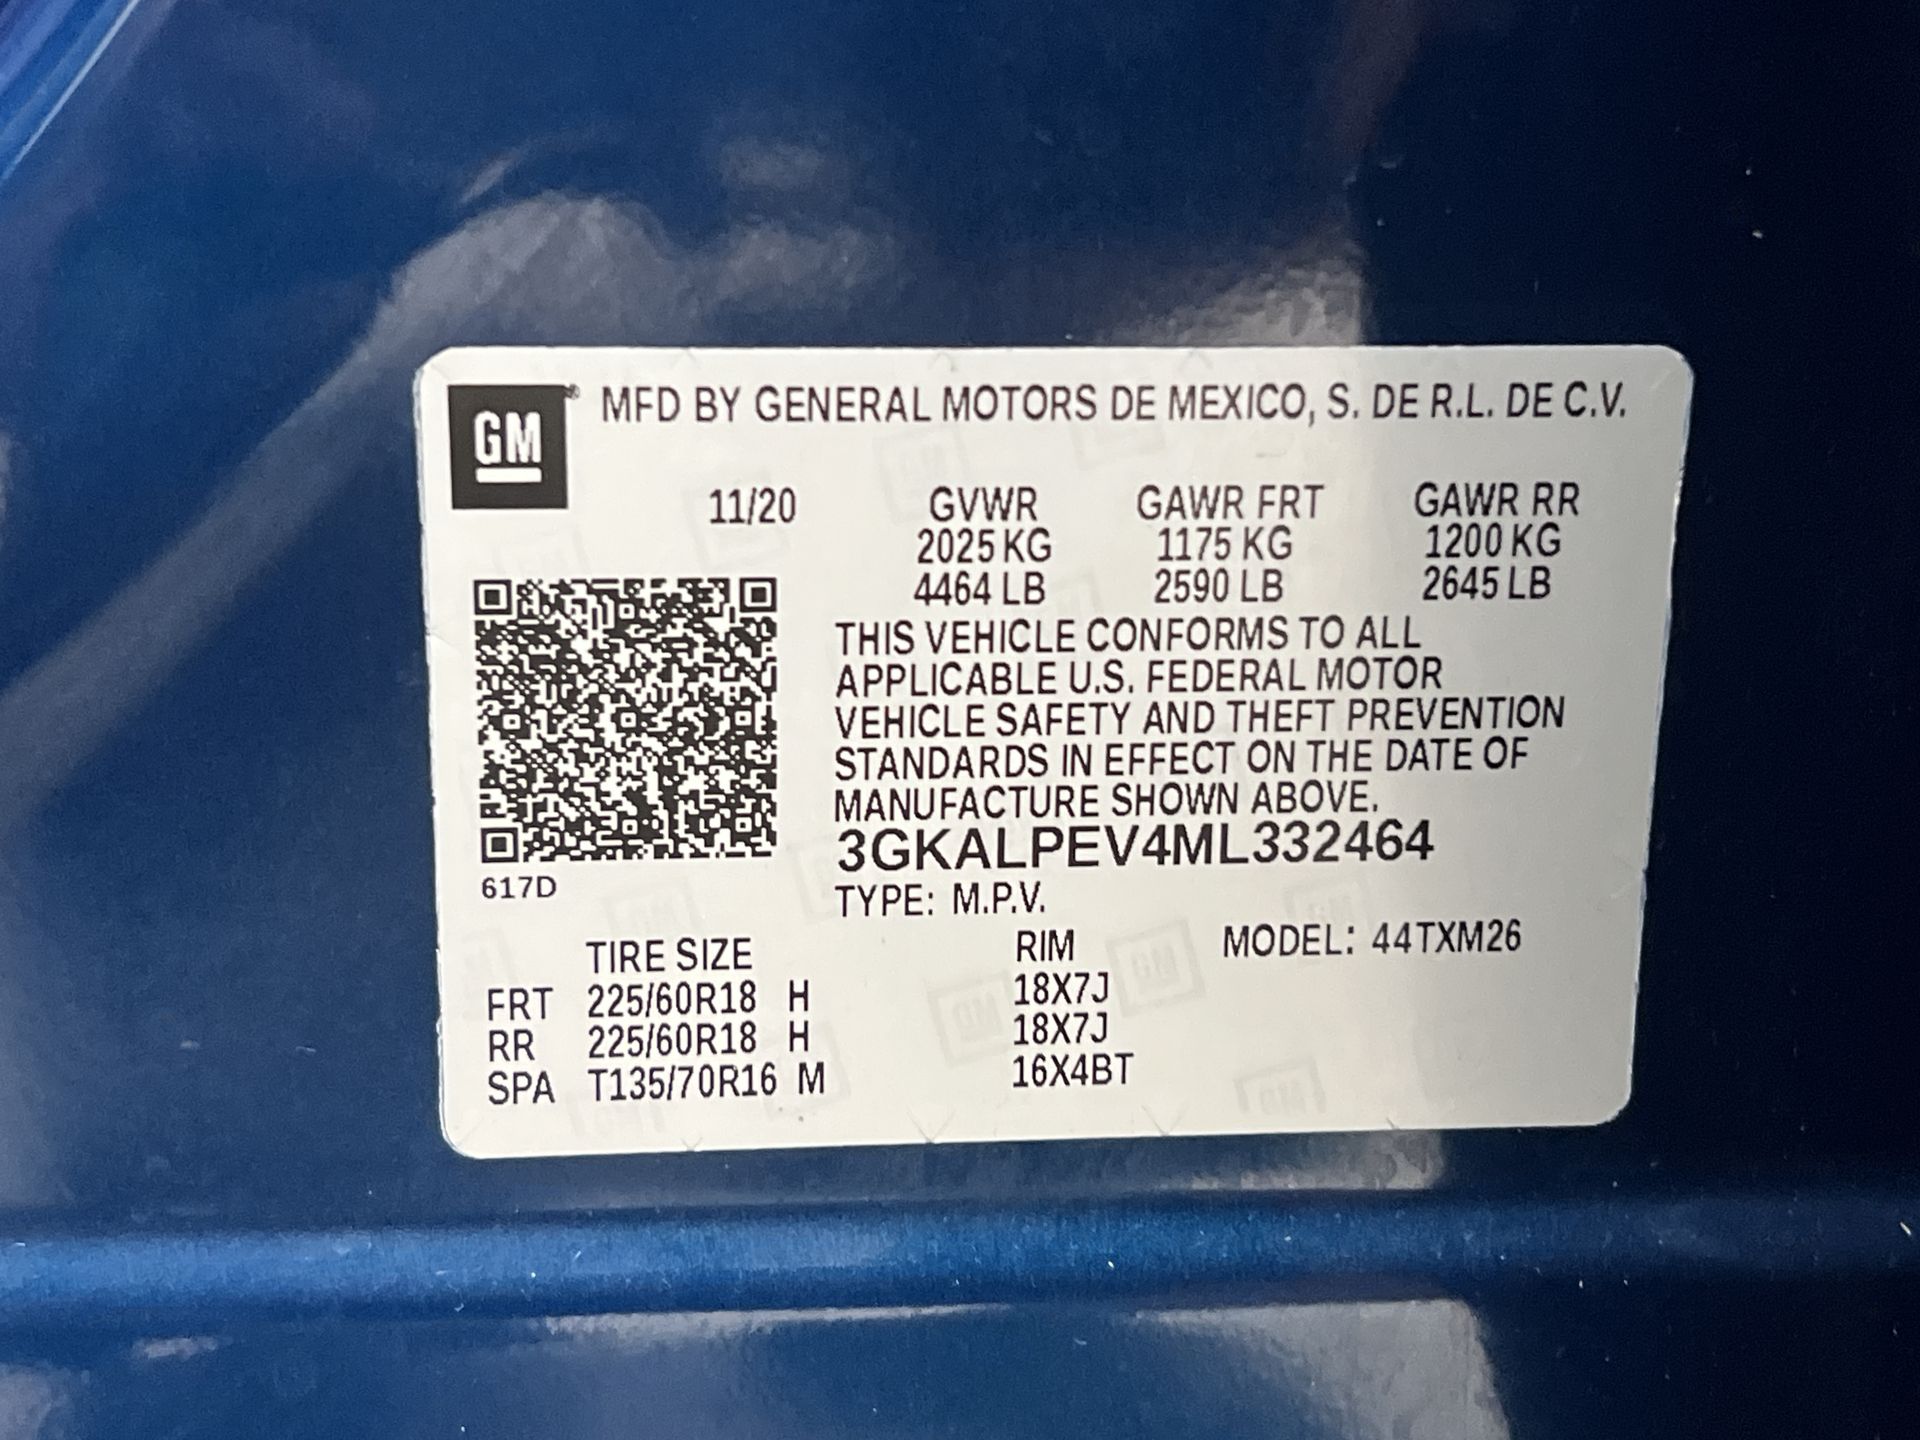 GM
MFD BY GENERAL MOTORS DE MEXICO, S. DE R.L. DE C.V.
11/20 GVWR GAWR FRT GAWR RR
2025 KG 1175 KG 1200 KG
4464 LB 2590 LB 2645 LB
THIS VEHICLE CONFORMS TO ALL
APPLICABLE U.S. FEDERAL MOTOR
VEHICLE SAFETY AND THEFT PREVENTION
STANDARDS IN EFFECT ON THE DATE OF
MANUFACTURE SHOWN ABOVE.
3GKALPEV4ML332464
617D
TYPE: M.P.V.
TIRE SIZE RIM MODEL: 44TXM26
FRT 225/60R18 H 18X7J
RR 225/60R18 H 18X7J
SPA T135/70R16 M 16X4BT